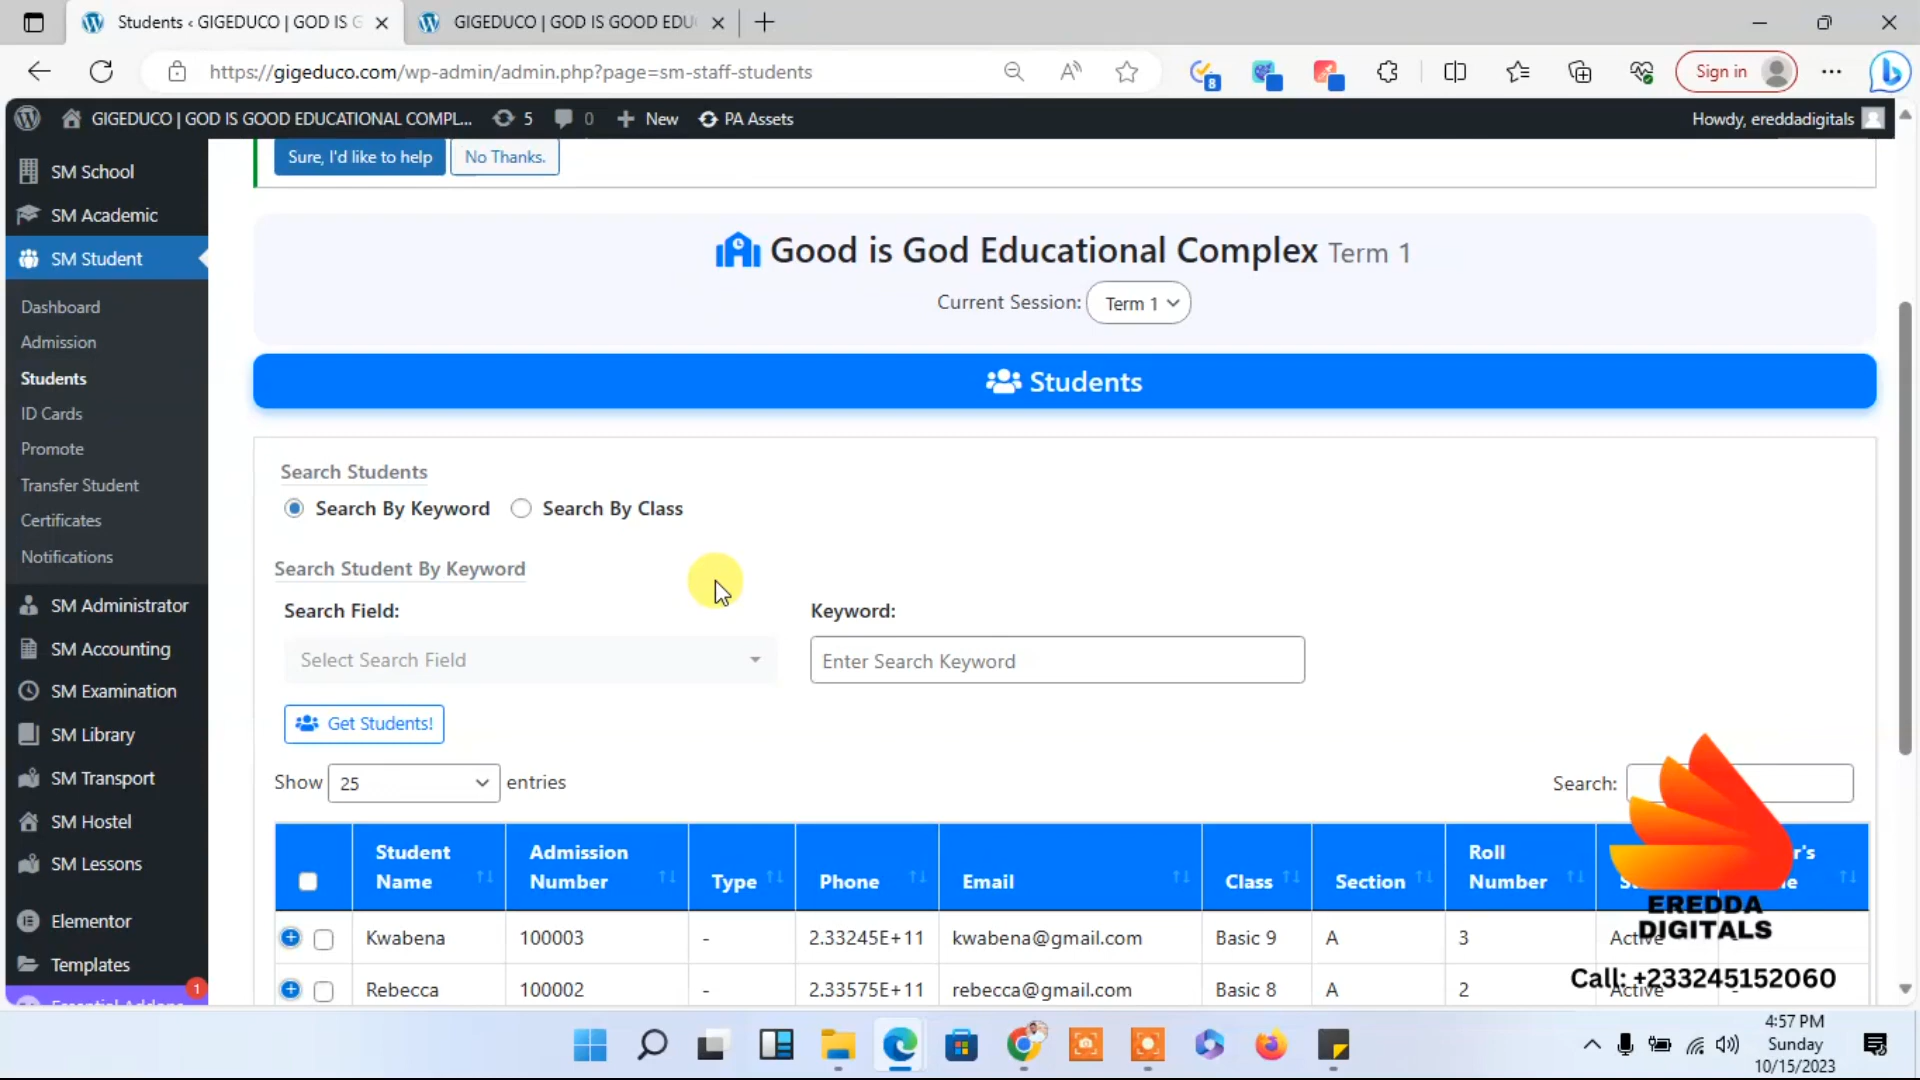 Students ‹ GIGEDUCO | GOD IS G
GIGEDUCO | GOD IS GOOD EDU
https://gigeduco.com/wp-admin/admin.php?page=sm-staff-students
8
Sign in
GIGEDUCO | GOD IS GOOD EDUCATIONAL COMPL...
5
0
New
PA Assets
Howdy, ereddadigitals
Sure, I'd like to help
No Thanks.
SM School
SM Academic
SM Student
Dashboard
Admission
Students
ID Cards
Promote
Transfer Student
Certificates
Notifications
SM Administrator
SM Accounting
SM Examination
SM Library
SM Transport
SM Hostel
SM Lessons
Elementor
Templates
Essential Addons
1
Good is God Educational Complex Term 1
Current Session: Term 1
Students
Search Students
Search By Keyword
Search By Class
Search Student By Keyword
Search Field:
Keyword:
Select Search Field
Enter Search Keyword
Get Students!
Show 25 entries
Search:
Student Name
Admission Number
Type
Phone
Email
Class
Section
Roll Number
Kwabena 100003 - 2.33245E+11 kwabena@gmail.com Basic 9 A 3 Active
Rebecca 100002 - 2.33575E+11 rebecca@gmail.com Basic 8 A 2 Active -
EREDDA
DIGITALS
Call: +233245152060
4:57 PM
Sunday
10/15/2023